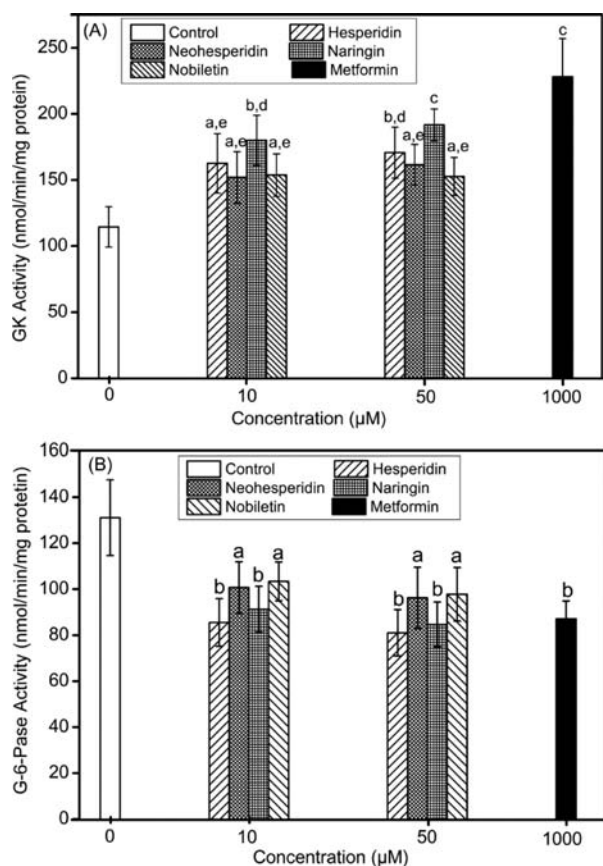 (A)
Control
Hesperidin
Neohesperidin
Naringin
Nobiletin
Metformin
c
250
200
150
100
50
0
GK Activity (nmol/min/mg protein)
a,e
a,e
b,d
a,e
b,d
a,e
c
a,e
0
10
50
1000
Concentration (µM)
(B)
Control
Hesperidin
Neohesperidin
Naringin
Nobiletin
Metformin
160
140
120
100
80
60
40
20
0
G-6-Pase Activity (nmol/min/mg protetin)
b
a
b
a
b
a
b
a
b
0
10
50
1000
Concentration (µM)